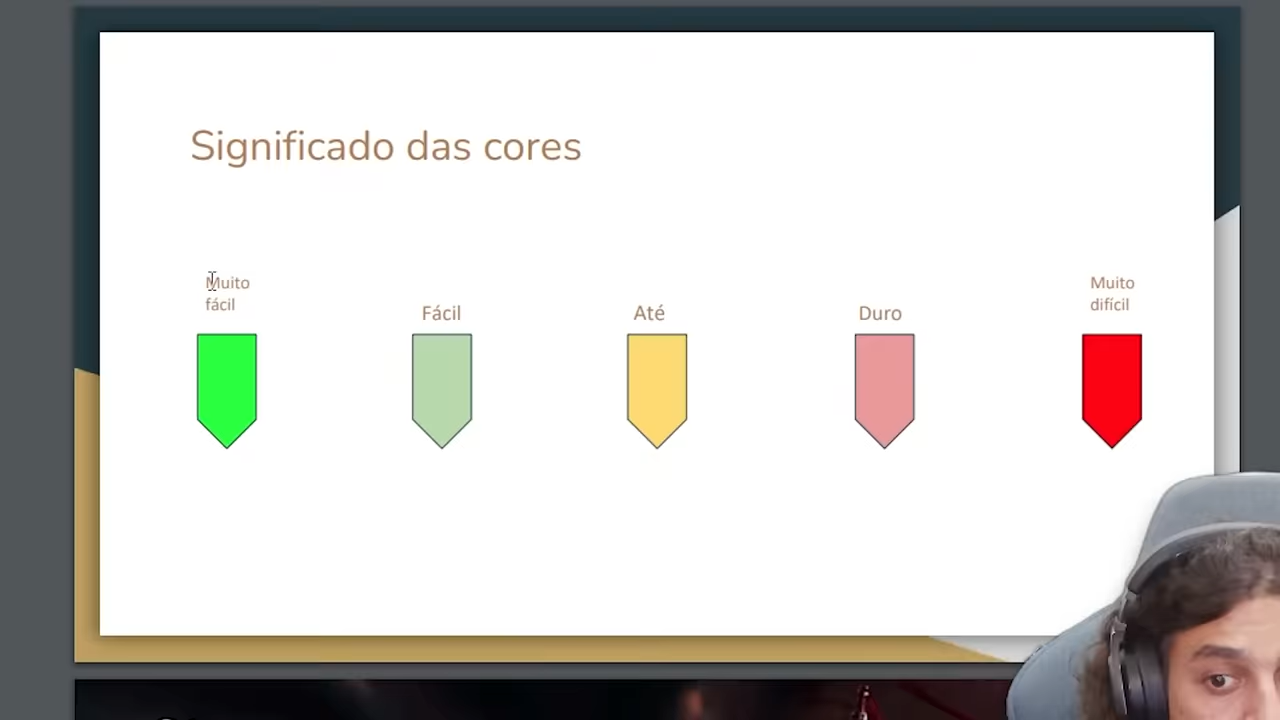 Significado das cores
Muito
fácil
Fácil
Até
Duro
Muito
difícil